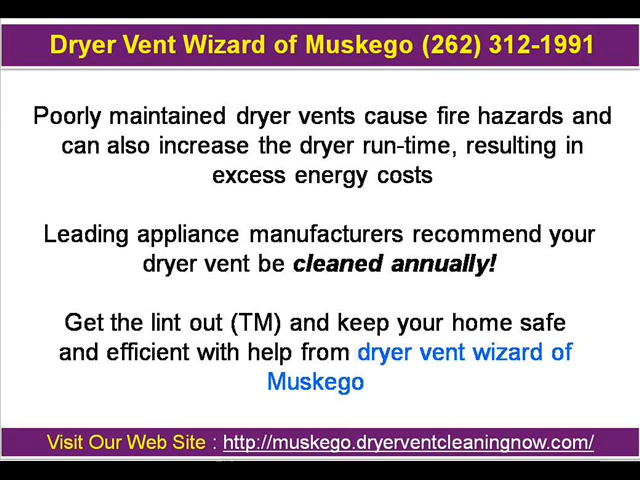 Dryer Vent Wizard of Muskego (262) 312-1991
Poorly maintained dryer vents cause fire hazards and
can also increase the dryer run-time, resulting in
excess energy costs
Leading appliance manufacturers recommend your
dryer vent be cleaned annually!
Get the lint out (TM) and keep your home safe
and efficient with help from dryer vent wizard of
Muskego
Visit Our Web Site : http://muskego.dryerventcleaningnow.com/